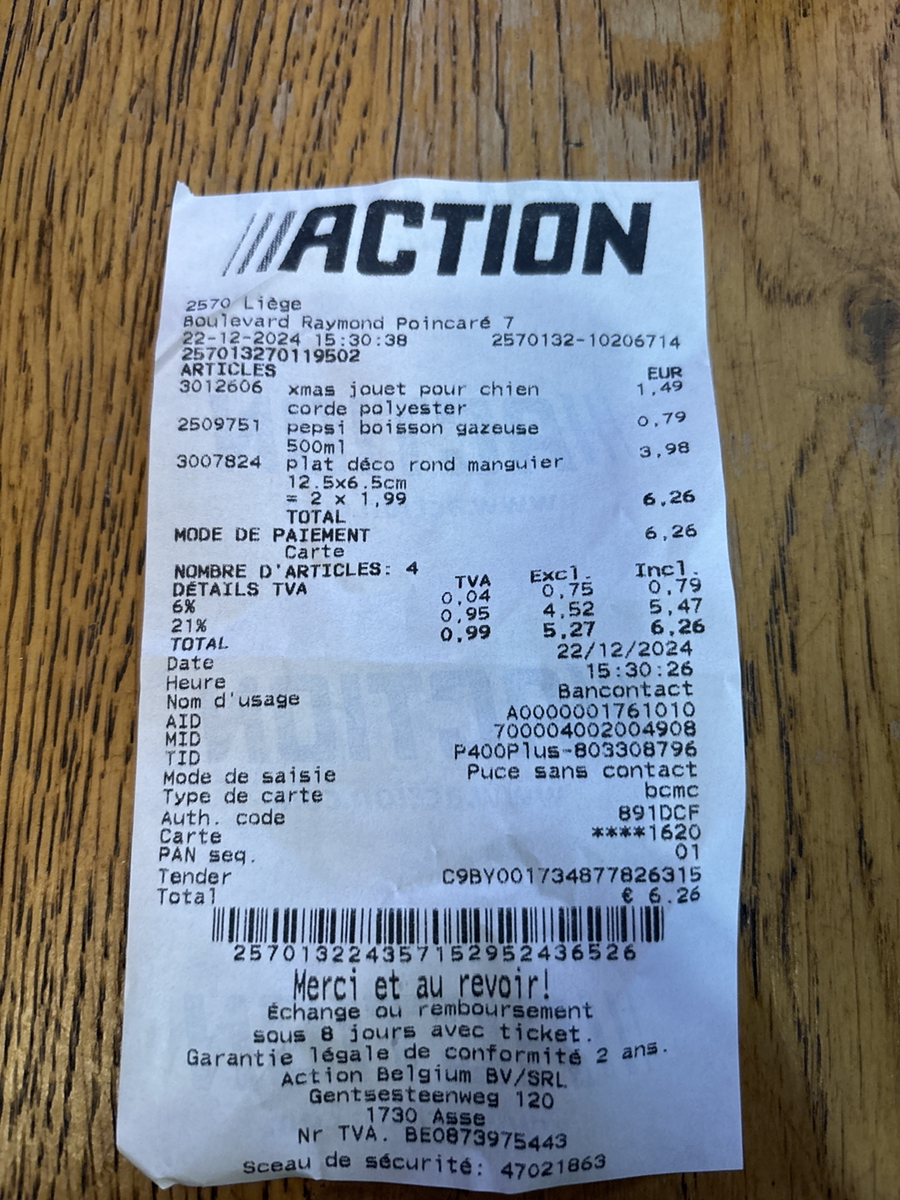 ACTION
2570 Liège
Boulevard Raymond Poincaré 7
22-12-2024 15:30:38 2570132-10206714
257013270119502
ARTICLES EUR
3012606 xmas jouet pour chien 1,49
corde polyester
2509751 pepsi boisson gazeuse 0,79
500ml
3007824 plat déco rond manguier 3,98
12.5x6.5cm
= 2 x 1,99
TOTAL 6,26
MODE DE PAIEMENT
Carte 6,26
NOMBRE D'ARTICLES: 4
DÉTAILS TVA TVA Excl. Incl.
6% 0,04 0,75 0,79
21% 0,95 4,52 5,47
TOTAL 0,99 5,27 6,26
Date 22/12/2024
Heure 15:30:26
Nom d'usage Bancontact
AID A0000001761010
MID 700004002004908
TID P400Plus-803308796
Mode de saisie Puce sans contact
Type de carte bcmc
Auth. code 891DCF
Carte ****1620
PAN seq. 01
Tender C9BY001734877826315
Total € 6.26
257013224357152952436526
Merci et au revoir!
Échange ou remboursement
sous 8 jours avec ticket.
Garantie légale de conformité 2 ans.
Action Belgium BV/SRL
Gentsesteenweg 120
1730 Asse
Nr TVA. BE0873975443
Sceau de sécurité: 47021863